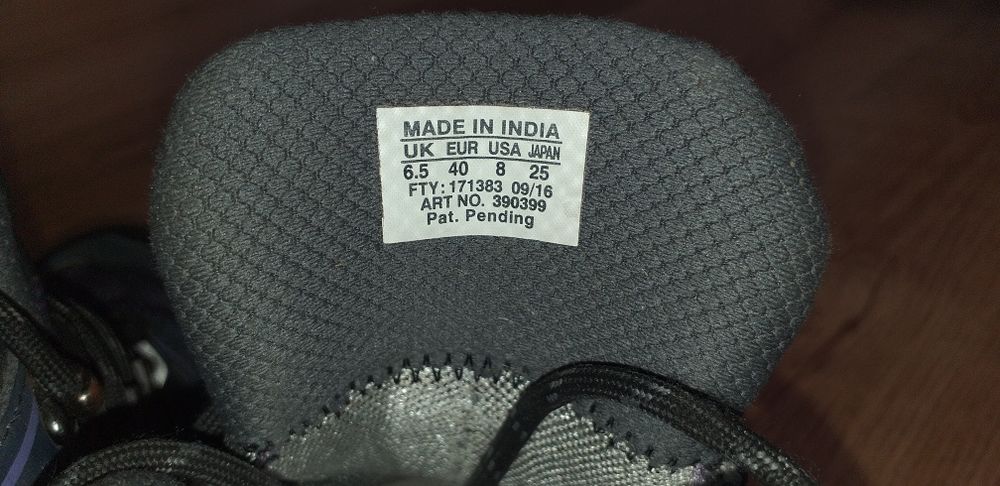 MADE IN INDIA
UK EUR USA JAPAN
6.5 40 8 25
FTY: 171383 09/16
ART NO. 390399
Pat. Pending